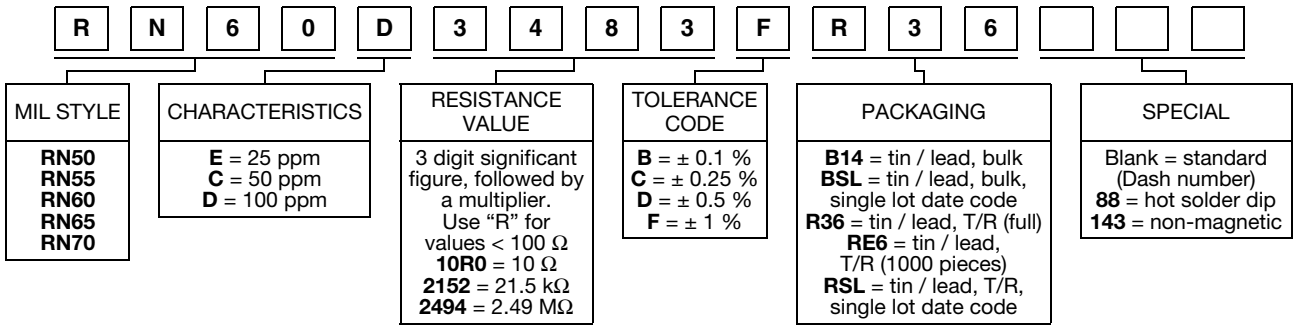 R N 6 0 D 3 4 8 3 F R 3 6
MIL STYLE
RN50
RN55
RN60
RN65
RN70
CHARACTERISTICS
E = 25 ppm
C = 50 ppm
D = 100 ppm
RESISTANCE
VALUE
3 digit significant
figure, followed by
a multiplier.
Use “R” for
values < 100 Ω
10R0 = 10 Ω
2152 = 21.5 kΩ
2494 = 2.49 MΩ
TOLERANCE
CODE
B = ± 0.1 %
C = ± 0.25 %
D = ± 0.5 %
F = ± 1 %
PACKAGING
B14 = tin / lead, bulk
BSL = tin / lead, bulk,
single lot date code
R36 = tin / lead, T/R (full)
RE6 = tin / lead,
T/R (1000 pieces)
RSL = tin / lead, T/R,
single lot date code
SPECIAL
Blank = standard
(Dash number)
88 = hot solder dip
143 = non-magnetic